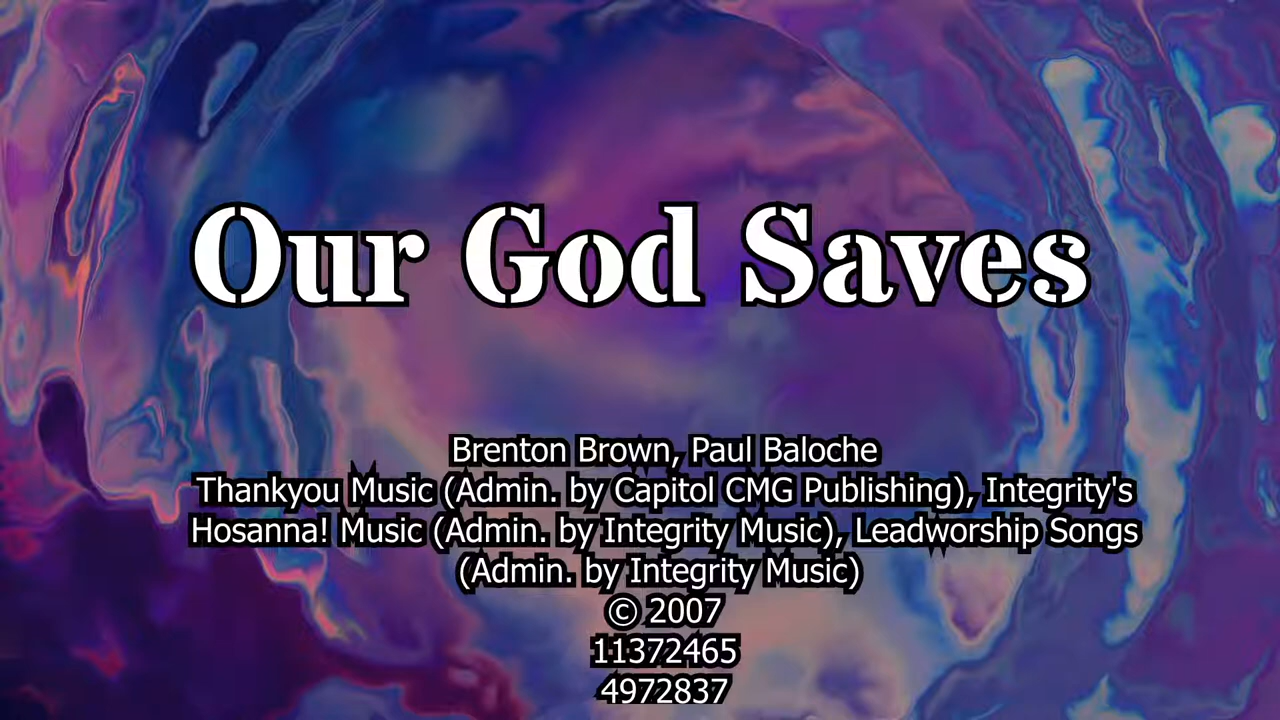 Our God Saves
Brenton Brown, Paul Baloche
Thankyou Music (Admin. by Capitol CMG Publishing), Integrity's
Hosanna! Music (Admin. by Integrity Music), Leadworship Songs
(Admin. by Integrity Music)
© 2007
11372465
4972837